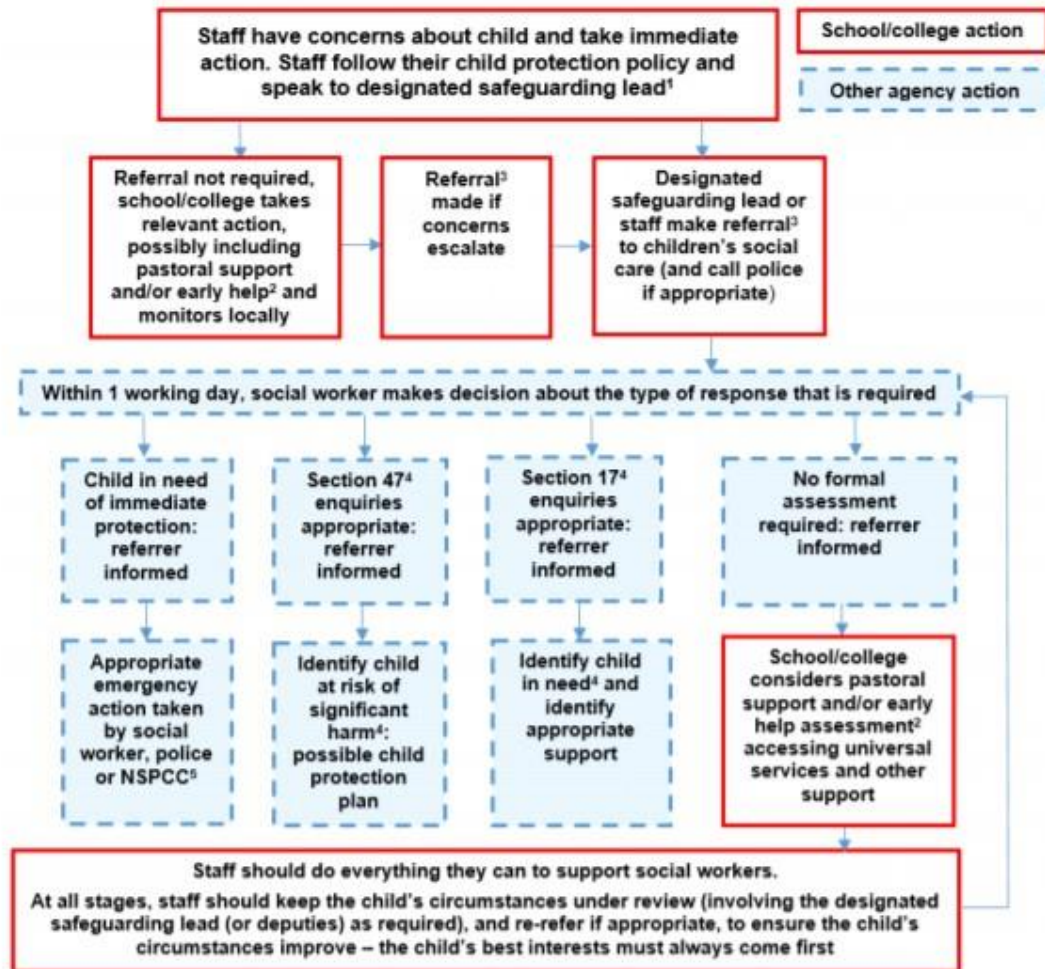 Staff have concerns about child and take immediate
action. Staff follow their child protection policy and
speak to designated safeguarding lead¹
School/college action
Other agency action
Referral not required,
school/college takes
relevant action,
possibly including
pastoral support
and/or early help² and
monitors locally
Referral³
made if
concerns
escalate
Designated
safeguarding lead or
staff make referral³
to children's social
care (and call police
if appropriate)
Within 1 working day, social worker makes decision about the type of response that is required
Child in need
of immediate
protection:
referrer
informed
Section 47⁴
enquiries
appropriate:
referrer
informed
Section 17⁴
enquiries
appropriate:
referrer
informed
No formal
assessment
required: referrer
informed
Appropriate
emergency
action taken
by social
worker, police
or NSPCC⁵
Identify child
at risk of
significant
harm⁴:
possible child
protection
plan
Identify child
in need⁴ and
identify
appropriate
support
School/college
considers pastoral
support and/or early
help assessment²
accessing universal
services and other
support
Staff should do everything they can to support social workers.
At all stages, staff should keep the child's circumstances under review (involving the designated
safeguarding lead (or deputies) as required), and re-refer if appropriate, to ensure the child's
circumstances improve – the child's best interests must always come first